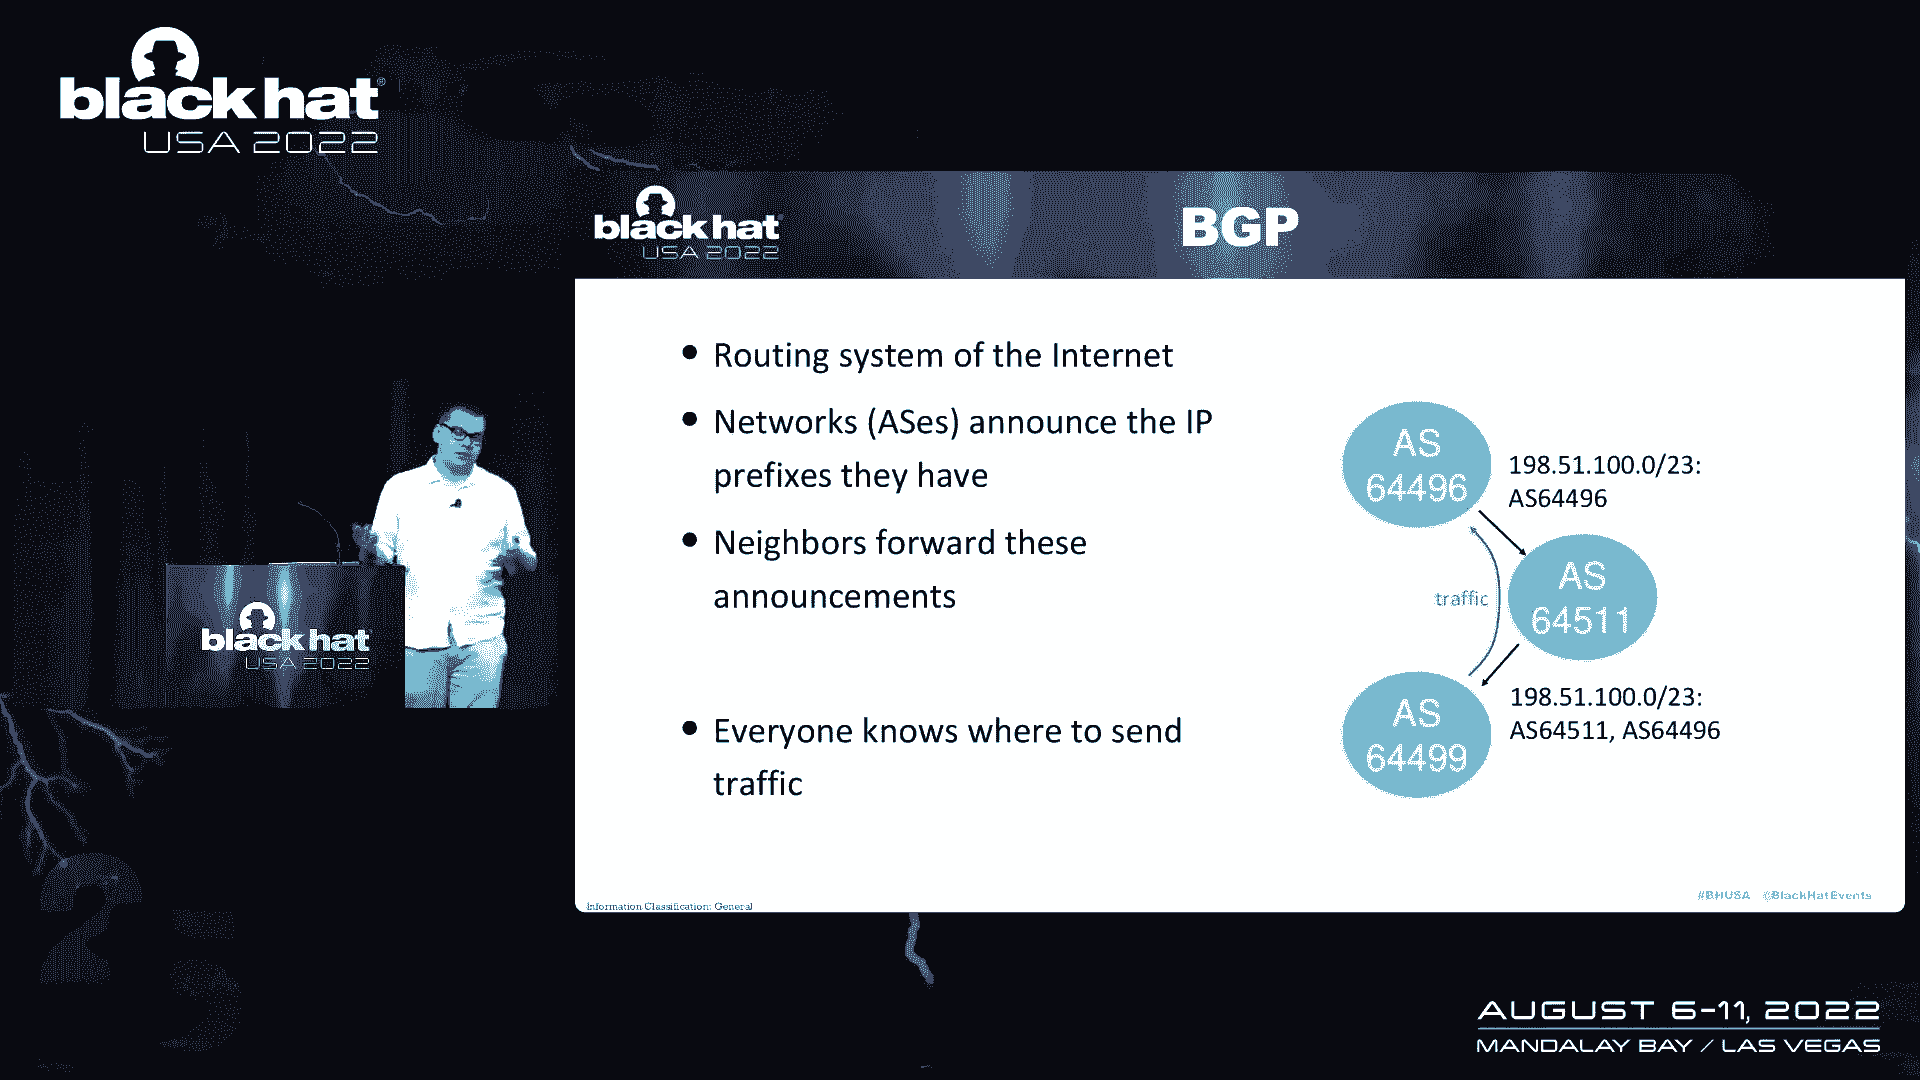 black hat®
USA 2022
black hat
USA 2022
BGP
• Routing system of the Internet
• Networks (ASes) announce the IP
prefixes they have
• Neighbors forward these
announcements
• Everyone knows where to send
traffic
AS
64496
198.51.100.0/23:
AS64496
AS
64511
traffic
AS
64499
198.51.100.0/23:
AS64511, AS64496
Information Classification: General
#BHUSA @BlackHatEvents
black hat
USA 2022
25
AUGUST 6-11, 2022
MANDALAY BAY / LAS VEGAS